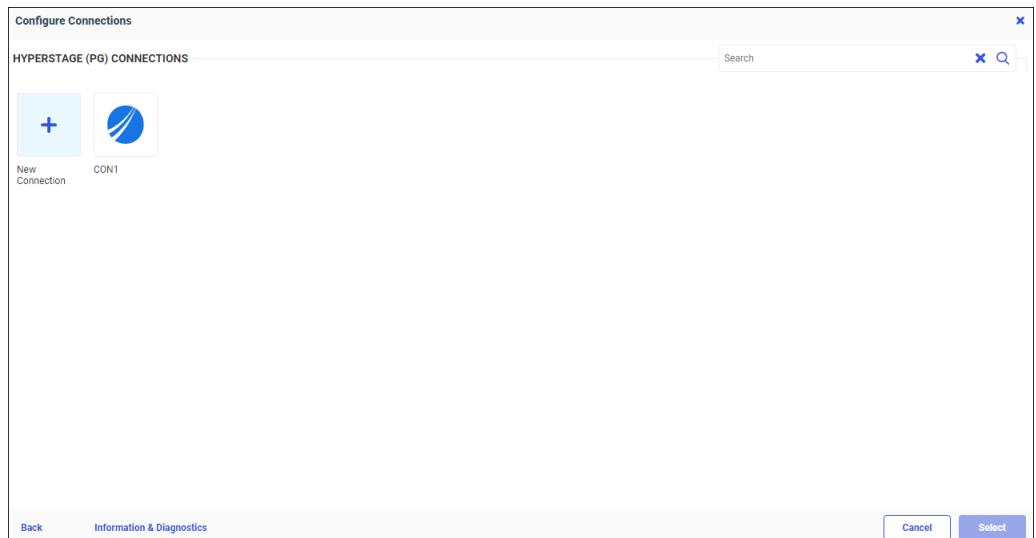 Configure Connections
HYPERSTAGE (PG) CONNECTIONS
Search
New
Connection
CON1
Back
Information & Diagnostics
Cancel
Select